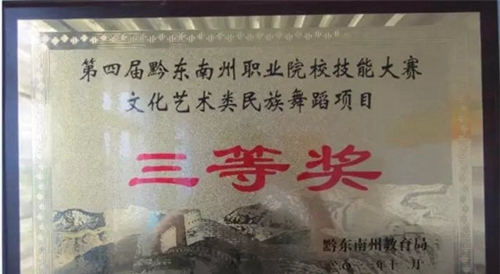 第四届黔东南州职业院校技能大赛
文化艺术类民族舞蹈项目
三等奖
黔东南州教育局